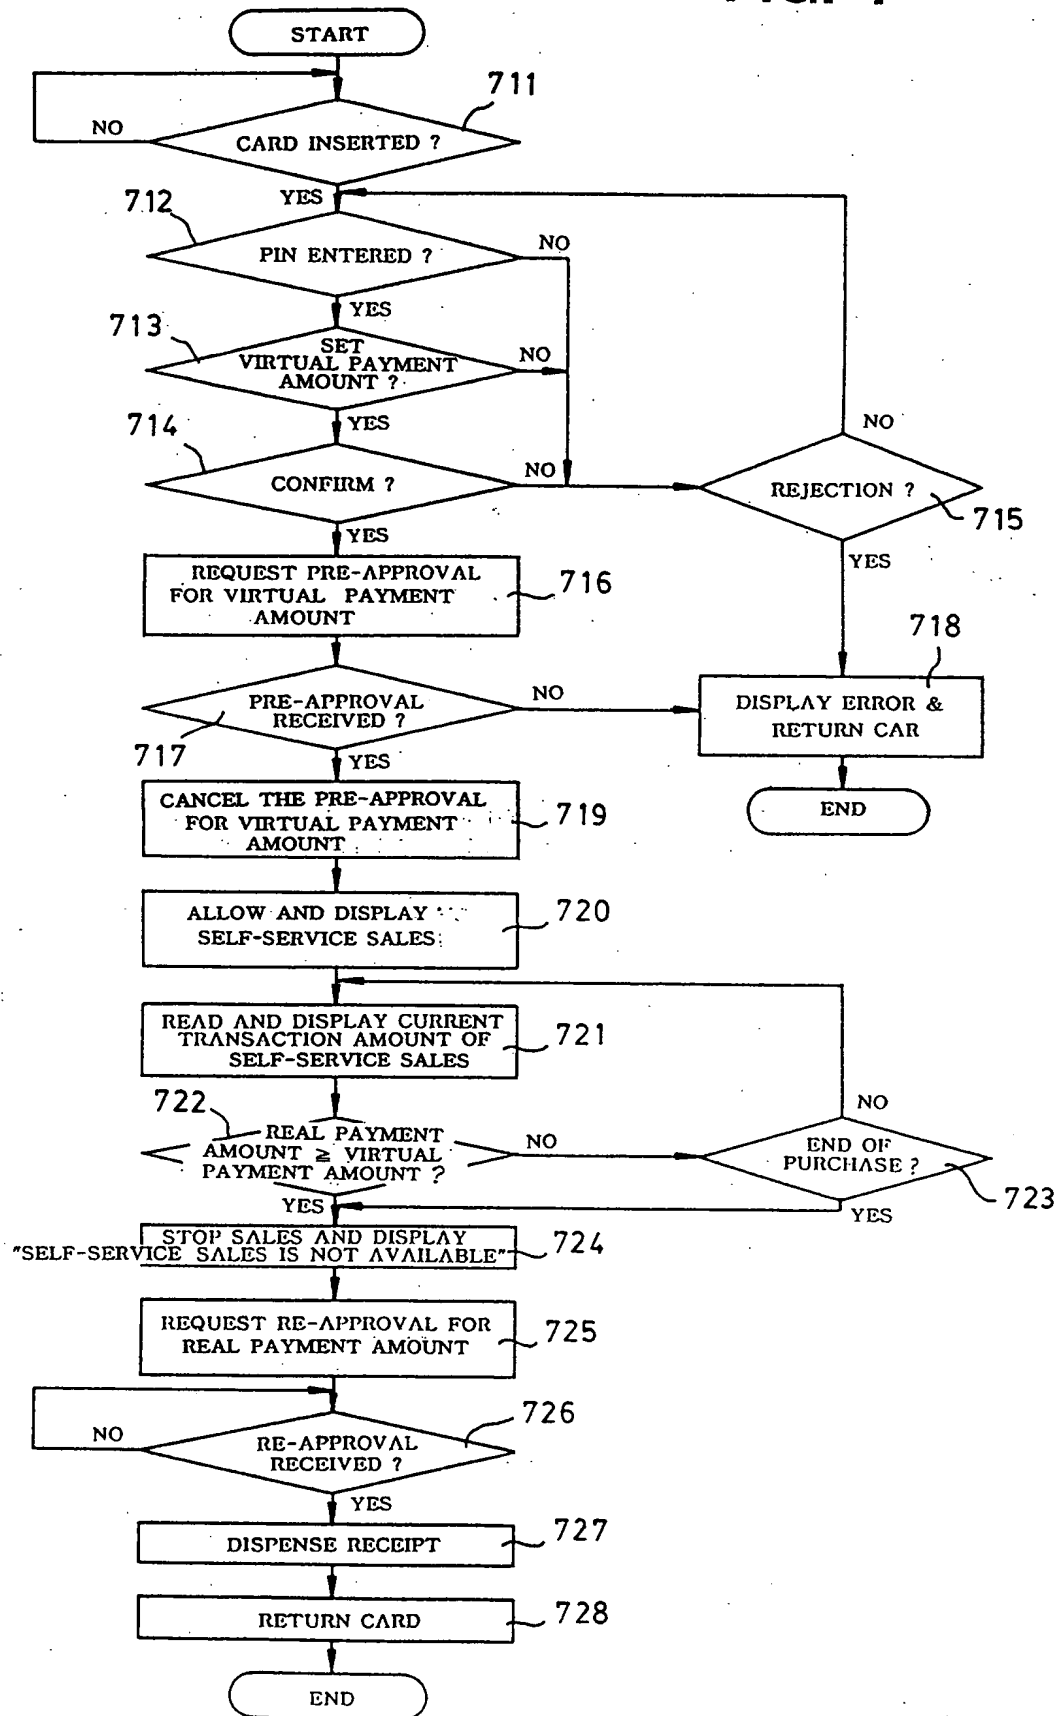 START
711
NO
CARD INSERTED ?
YES
712
PIN ENTERED ?
NO
YES
713
SET
VIRTUAL PAYMENT
AMOUNT ?
NO
YES
714
CONFIRM ?
NO
NO
REJECTION ?
715
YES
YES
REQUEST PRE-APPROVAL
FOR VIRTUAL PAYMENT
AMOUNT
716
718
PRE-APPROVAL
RECEIVED ?
NO
717
DISPLAY ERROR &
RETURN CAR
YES
END
CANCEL THE PRE-APPROVAL
FOR VIRTUAL PAYMENT
AMOUNT
719
ALLOW AND DISPLAY
SELF-SERVICE SALES
720
READ AND DISPLAY CURRENT
TRANSACTION AMOUNT OF
SELF-SERVICE SALES
721
722
REAL PAYMENT
AMOUNT ≧ VIRTUAL
PAYMENT AMOUNT ?
NO
NO
END OF
PURCHASE ?
723
YES
YES
STOP SALES AND DISPLAY
"SELF-SERVICE SALES IS NOT AVAILABLE"
724
REQUEST RE-APPROVAL FOR
REAL PAYMENT AMOUNT
725
726
NO
RE-APPROVAL
RECEIVED ?
YES
DISPENSE RECEIPT
727
RETURN CARD
728
END